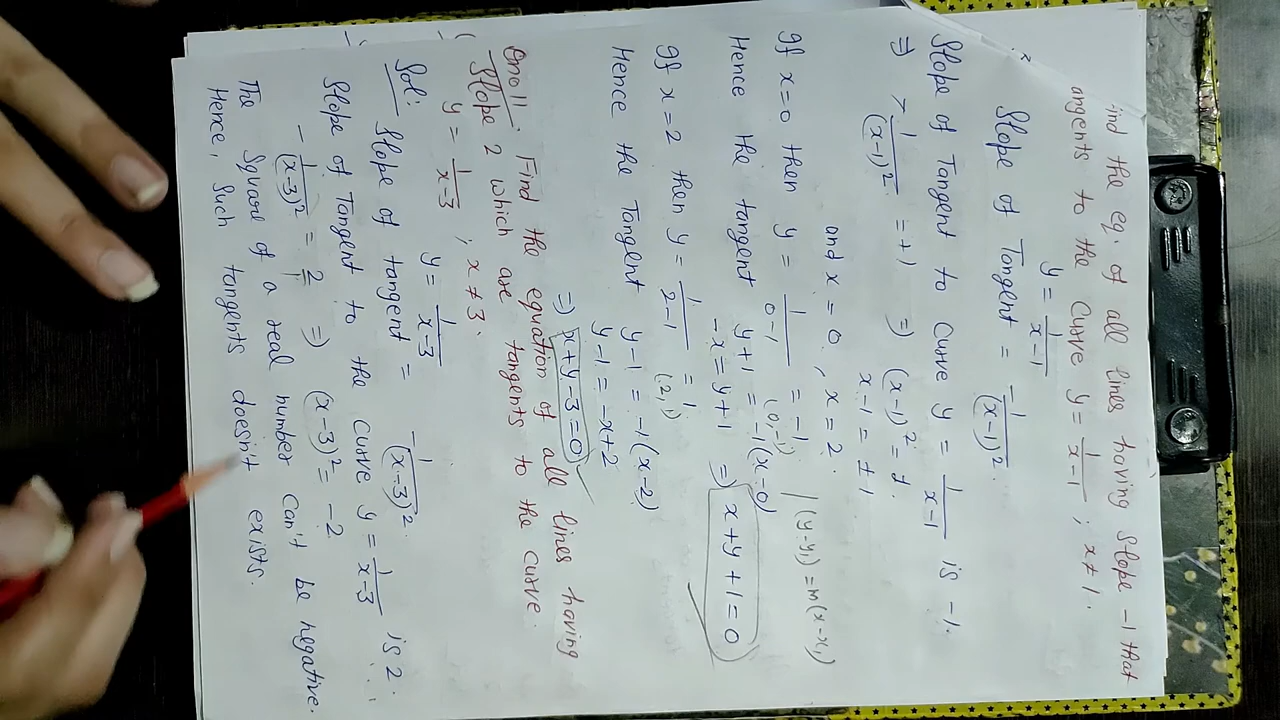 ind the eq. of all lines having slope -1 that
angents to the curve y = 1/(x-1) ; x ≠ 1.
y = 1/(x-1)
Slope of Tangent = -1/(x-1)².
Slope of Tangent to curve y = 1/(x-1) is -1.
⇒ -1/(x-1)² = +1 ⇒ (x-1)² = 1.
x-1 = ±1
and x = 0, x = 2.
(y-y₁) = m(x-x₁)
If x = 0 then y = 1/(0-1) = -1 (0,-1)
Hence the tangent y+1 = -1(x-0)
-x = y+1 ⇒ x+y+1=0
If x = 2 then y = 1/(2-1) = 1 (2,1)
Hence the Tangent y-1 = -1(x-2)
y-1 = -x+2
⇒ x+y-3=0
Qno 11. Find the equation of all lines having
Slope 2 which are tangents to the curve
y = 1/(x-3) ; x ≠ 3.
y = 1/(x-3)
Sol: Slope of tangent = -1/(x-3)².
Slope of Tangent to the curve y = 1/(x-3) is 2.
-1/(x-3)² = 2/1 ⇒ (x-3)² = -2
The Square of a real number can't be negative.
Hence, such tangents doesn't exists.